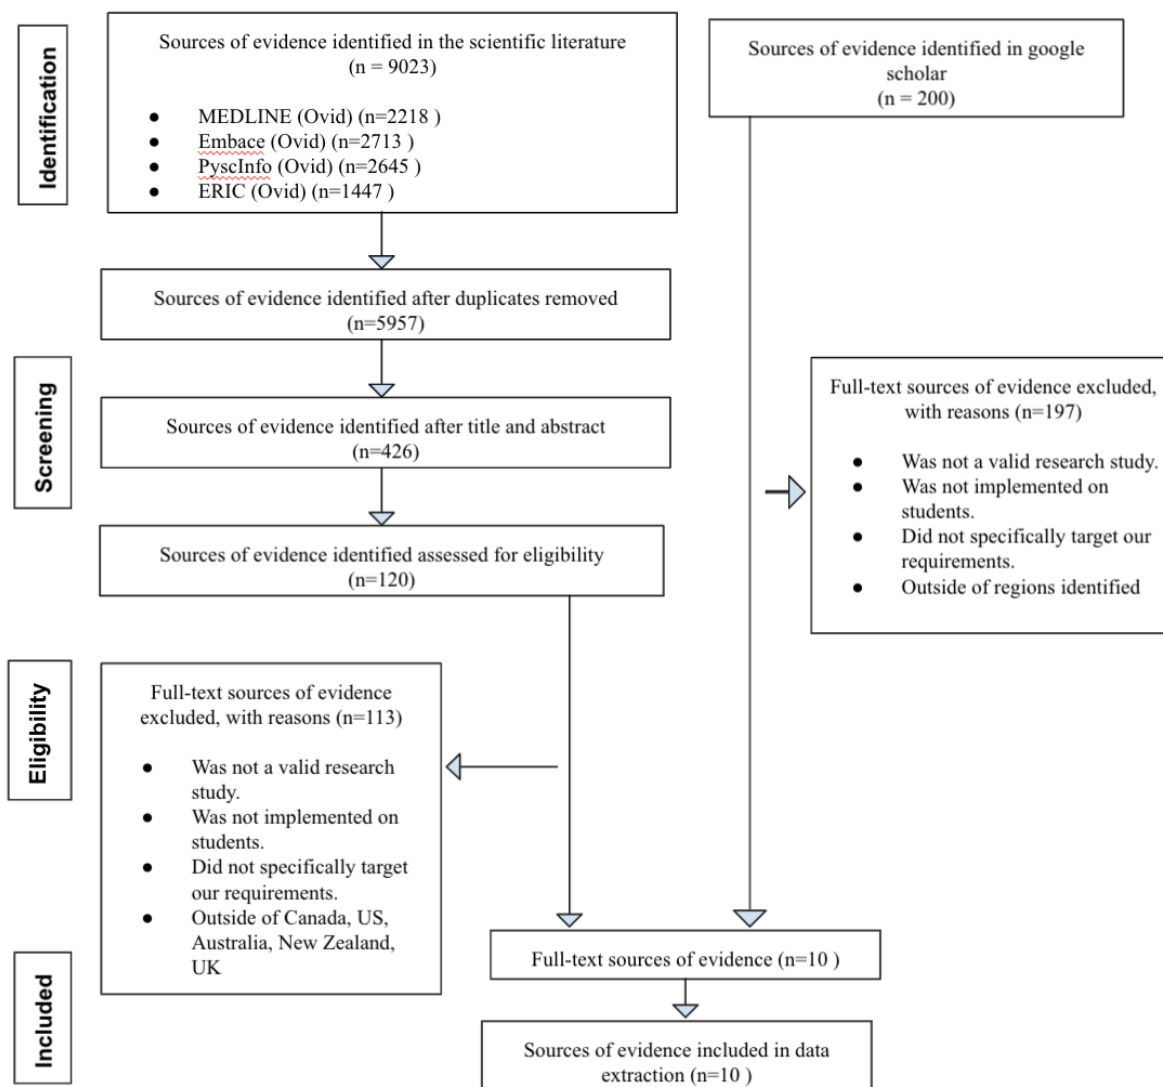 Identification
Sources of evidence identified in the scientific literature
(n = 9023)
● MEDLINE (Ovid) (n=2218 )
● Embace (Ovid) (n=2713 )
● PyscInfo (Ovid) (n=2645 )
● ERIC (Ovid) (n=1447 )
Sources of evidence identified in google
scholar
(n = 200)
Sources of evidence identified after duplicates removed
(n=5957)
Screening
Sources of evidence identified after title and abstract
(n=426)
Sources of evidence identified assessed for eligibility
(n=120)
Full-text sources of evidence excluded,
with reasons (n=197)
● Was not a valid research study.
● Was not implemented on
students.
● Did not specifically target our
requirements.
● Outside of regions identified
Eligibility
Full-text sources of evidence
excluded, with reasons (n=113)
● Was not a valid research
study.
● Was not implemented on
students.
● Did not specifically target
our requirements.
● Outside of Canada, US,
Australia, New Zealand,
UK
Included
Full-text sources of evidence (n=10 )
Sources of evidence included in data
extraction (n=10 )